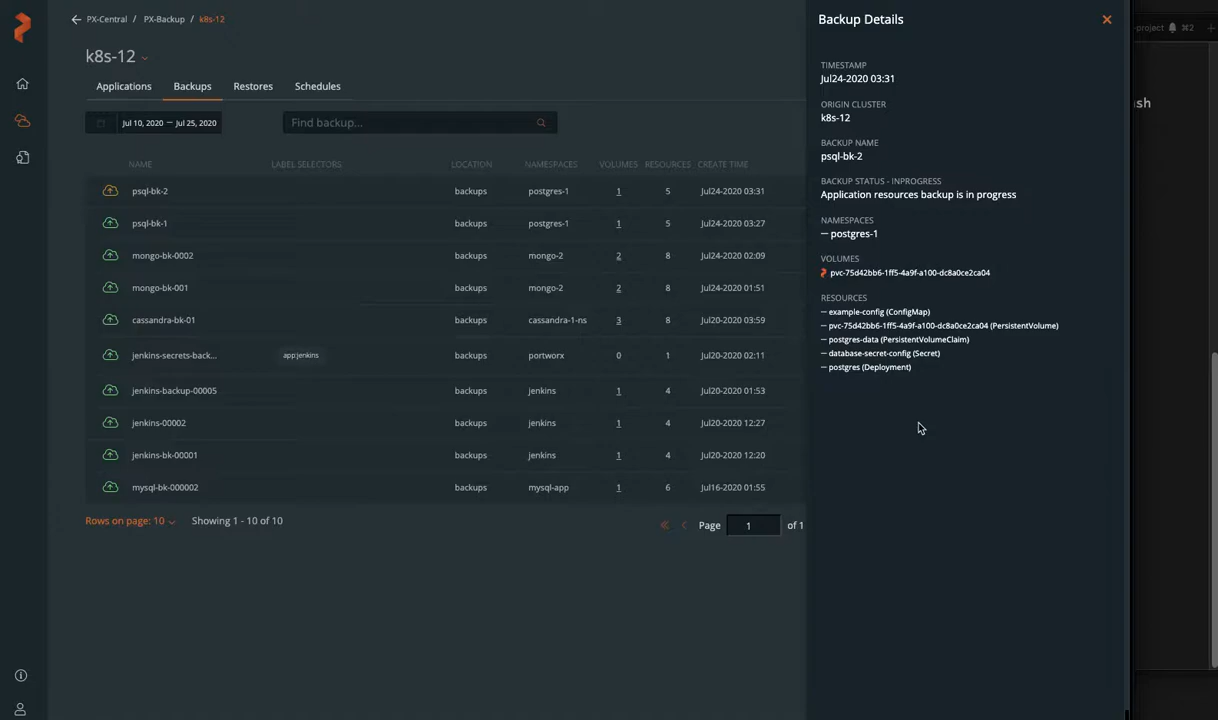 PX-Central / PX-Backup / k8s-12
k8s-12
Applications Backups Restores Schedules
Jul 10, 2020 — Jul 25, 2020
Find backup...
NAME LABEL SELECTORS LOCATION NAMESPACES VOLUMES RESOURCES CREATE TIME
psql-bk-2 backups postgres-1 1 5 Jul24-2020 03:31
psql-bk-1 backups postgres-1 1 5 Jul24-2020 03:27
mongo-bk-0002 backups mongo-2 2 8 Jul24-2020 02:09
mongo-bk-001 backups mongo-2 2 8 Jul24-2020 01:51
cassandra-bk-01 backups cassandra-1-ns 3 8 Jul20-2020 03:59
jenkins-secrets-back... app:jenkins backups portworx 0 1 Jul20-2020 02:11
jenkins-backup-00005 backups jenkins 1 4 Jul20-2020 01:53
jenkins-00002 backups jenkins 1 4 Jul20-2020 12:27
jenkins-bk-00001 backups jenkins 1 4 Jul20-2020 12:20
mysql-bk-000002 backups mysql-app 1 6 Jul16-2020 01:55
Rows on page: 10 Showing 1 - 10 of 10
Page 1 of 1
Backup Details
TIMESTAMP
Jul24-2020 03:31
ORIGIN CLUSTER
k8s-12
BACKUP NAME
psql-bk-2
BACKUP STATUS - INPROGRESS
Application resources backup is in progress
NAMESPACES
— postgres-1
VOLUMES
pvc-75d42bb6-1ff5-4a9f-a100-dc8a0ce2ca04
RESOURCES
— example-config (ConfigMap)
— pvc-75d42bb6-1ff5-4a9f-a100-dc8a0ce2ca04 (PersistentVolume)
— postgres-data (PersistentVolumeClaim)
— database-secret-config (Secret)
— postgres (Deployment)
-project ⌘2